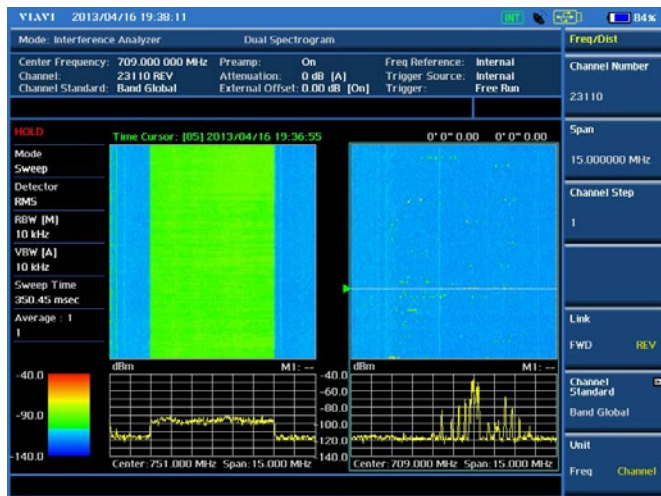 VIAVI 2013/04/16 19:38:11 INT 84%
Mode: Interference Analyzer Dual Spectrogram
Center Frequency: 709.000 000 MHz Preamp: On Freq Reference: Internal
Channel: 23110 REV Attenuation: 0 dB [A] Trigger Source: Internal
Channel Standard: Band Global External Offset: 0.00 dB [On] Trigger: Free Run
HOLD
Time Cursor: [05] 2013/04/16 19:36:55 0' 0" 0.00 0' 0" 0.00
Mode
Sweep
Detector
RMS
RBW [M]
10 kHz
VBW [A]
10 kHz
Sweep Time
350.45 msec
Average : 1
1
dBm M1: -- dBm M1: --
-40.0
-90.0
-140.0
-40.0
-60.0
-80.0
-100.0
-120.0
-140.0
Center:751.000 MHz Span:15.000 MHz
Center:709.000 MHz Span:15.000 MHz
Freq/Dist
Channel Number
23110
Span
15.000000 MHz
Channel Step
1
Link
FWD REV
Channel
Standard
Band Global
Unit
Freq Channel